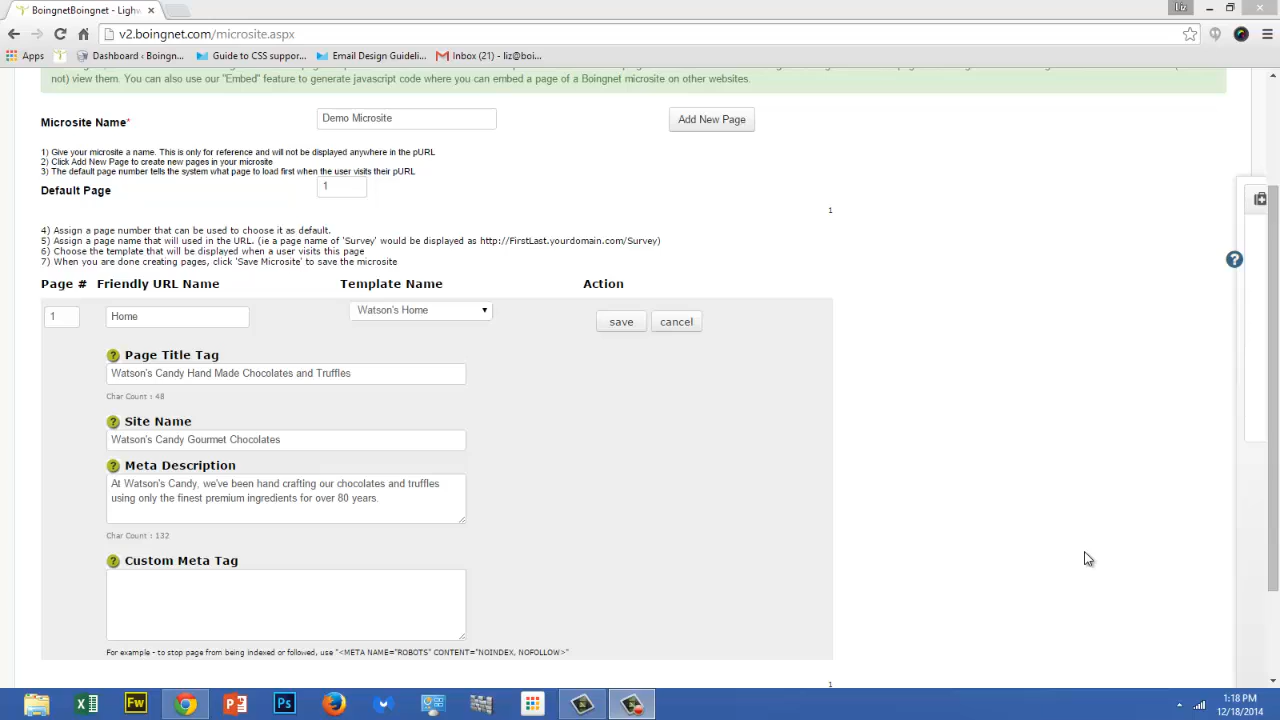 BoingnetBoingnet - Lighw
Liz
v2.boingnet.com/microsite.aspx
Apps
Dashboard ‹ Boingn...
Guide to CSS suppor...
Email Design Guideli...
Inbox (21) - liz@boi...
not) view them. You can also use our "Embed" feature to generate javascript code where you can embed a page of a Boingnet microsite on other websites.
Microsite Name*
Demo Microsite
Add New Page
1) Give your microsite a name. This is only for reference and will not be displayed anywhere in the pURL
2) Click Add New Page to create new pages in your microsite
3) The default page number tells the system what page to load first when the user visits their pURL
Default Page
1
1
4) Assign a page number that can be used to choose it as default.
5) Assign a page name that will used in the URL. (ie a page name of 'Survey' would be displayed as http://FirstLast.yourdomain.com/Survey)
6) Choose the template that will be displayed when a user visits this page
7) When you are done creating pages, click 'Save Microsite' to save the microsite
Page # Friendly URL Name Template Name Action
1
Home
Watson's Home
save
cancel
Page Title Tag
Watson's Candy Hand Made Chocolates and Truffles
Char Count : 48
Site Name
Watson's Candy Gourmet Chocolates
Meta Description
At Watson's Candy, we've been hand crafting our chocolates and truffles
using only the finest premium ingredients for over 80 years.
Char Count : 132
Custom Meta Tag
For example - to stop page from being indexed or followed, use "<META NAME="ROBOTS" CONTENT="NOINDEX, NOFOLLOW>"
1
Fw
Ps
1:18 PM
12/18/2014